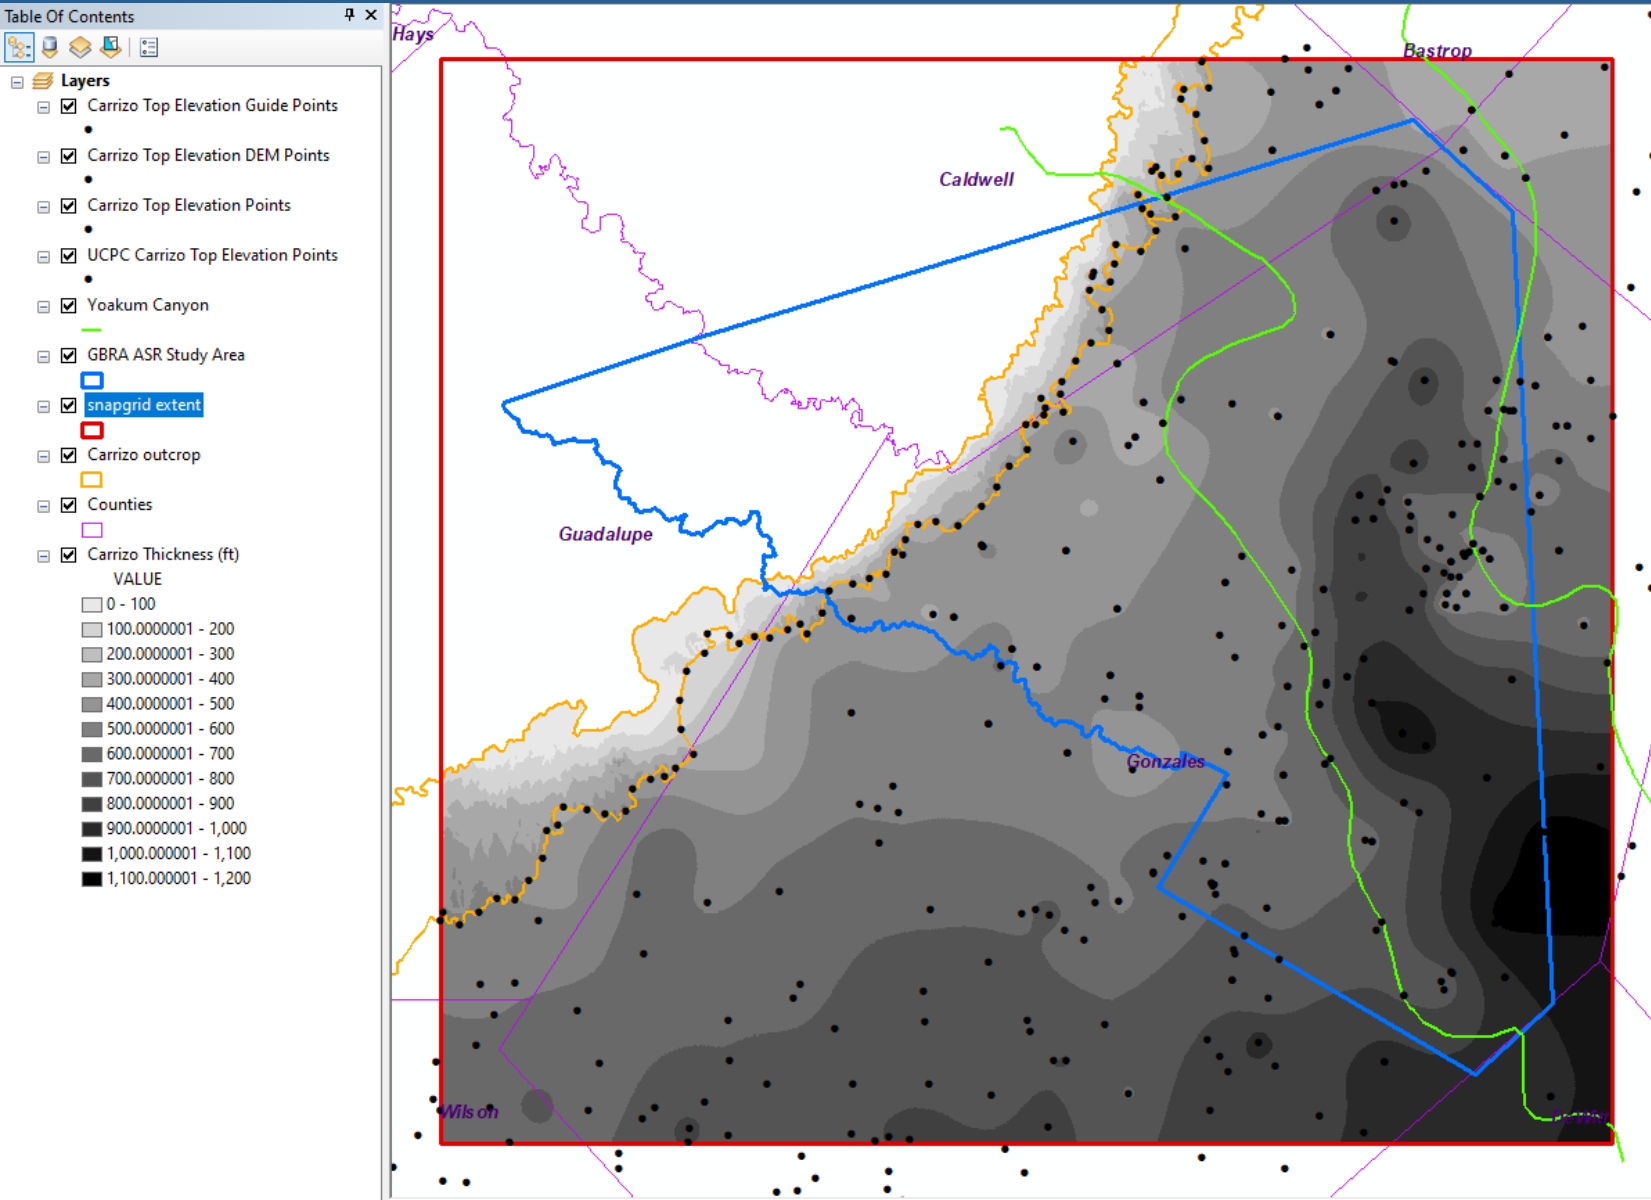 Table Of Contents
Layers
Carrizo Top Elevation Guide Points
Carrizo Top Elevation DEM Points
Carrizo Top Elevation Points
UCPC Carrizo Top Elevation Points
Yoakum Canyon
GBRA ASR Study Area
snapgrid extent
Carrizo outcrop
Counties
Carrizo Thickness (ft)
VALUE
0 - 100
100.0000001 - 200
200.0000001 - 300
300.0000001 - 400
400.0000001 - 500
500.0000001 - 600
600.0000001 - 700
700.0000001 - 800
800.0000001 - 900
900.0000001 - 1,000
1,000.000001 - 1,100
1,100.000001 - 1,200
Hays
Bastrop
Caldwell
Guadalupe
Gonzales
Wilson